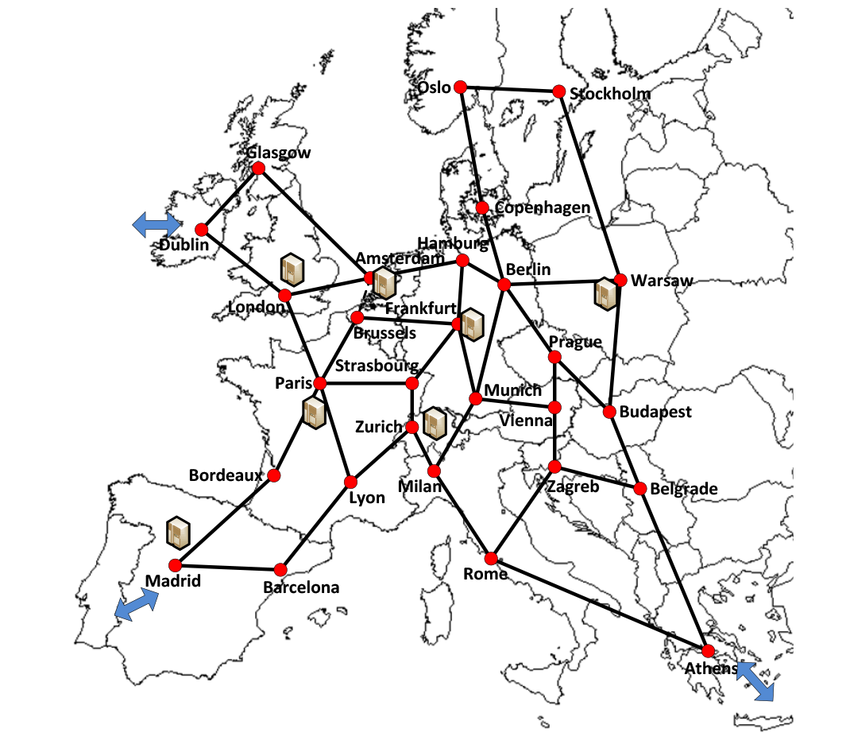 Oslo
Stockholm
Glasgow
Copenhagen
Dublin
Hamburg
Amsterdam
Berlin
Warsaw
London
Frankfurt
Brussels
Prague
Strasbourg
Paris
Munich
Budapest
Vienna
Zurich
Bordeaux
Milan
Zagreb
Belgrade
Lyon
Rome
Madrid
Barcelona
Athens